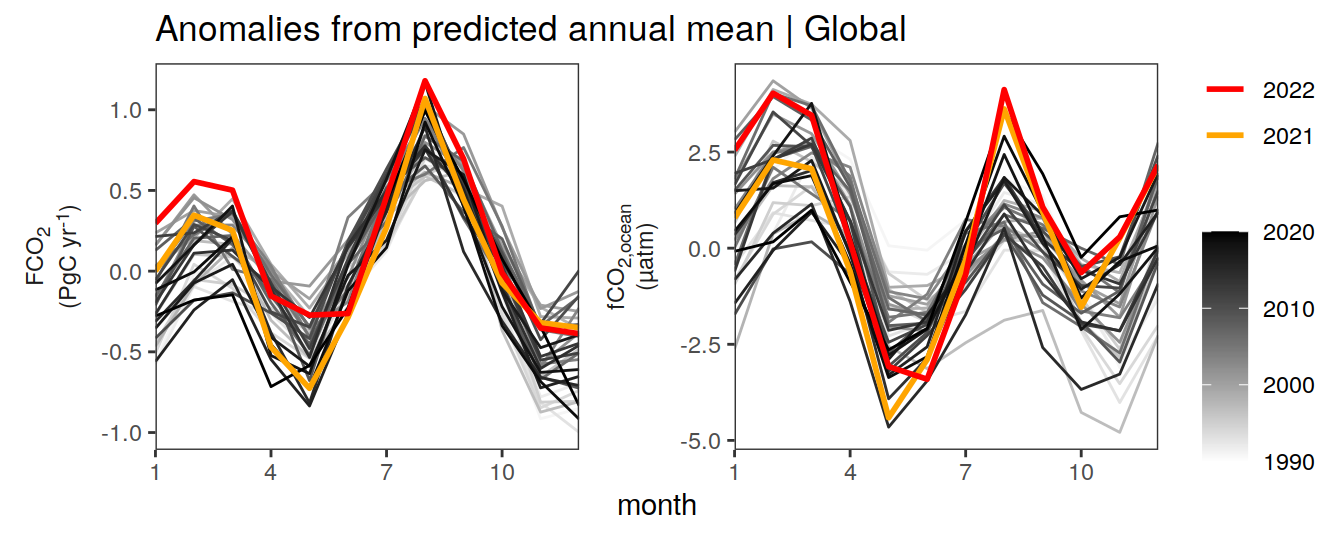 Anomalies from predicted annual mean | Global
FCO₂
(PgC yr⁻¹)
1.0
0.5
0.0
-0.5
-1.0
1 4 7 10
fCO₂,ocean
(µatm)
2.5
0.0
-2.5
-5.0
1 4 7 10
month
2022
2021
2020
2010
2000
1990